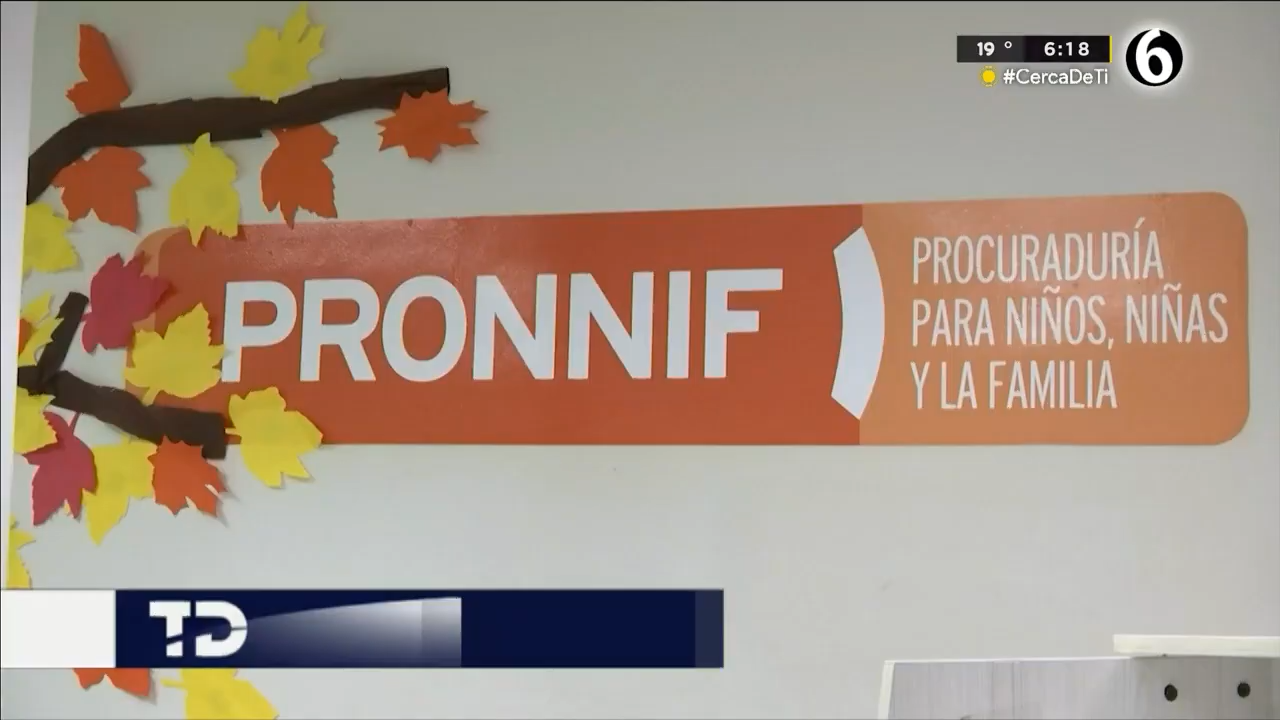 19 ° 6:18
6
#CercaDeTi
PRONNIF
PROCURADURÍA
PARA NIÑOS, NIÑAS
Y LA FAMILIA
TD